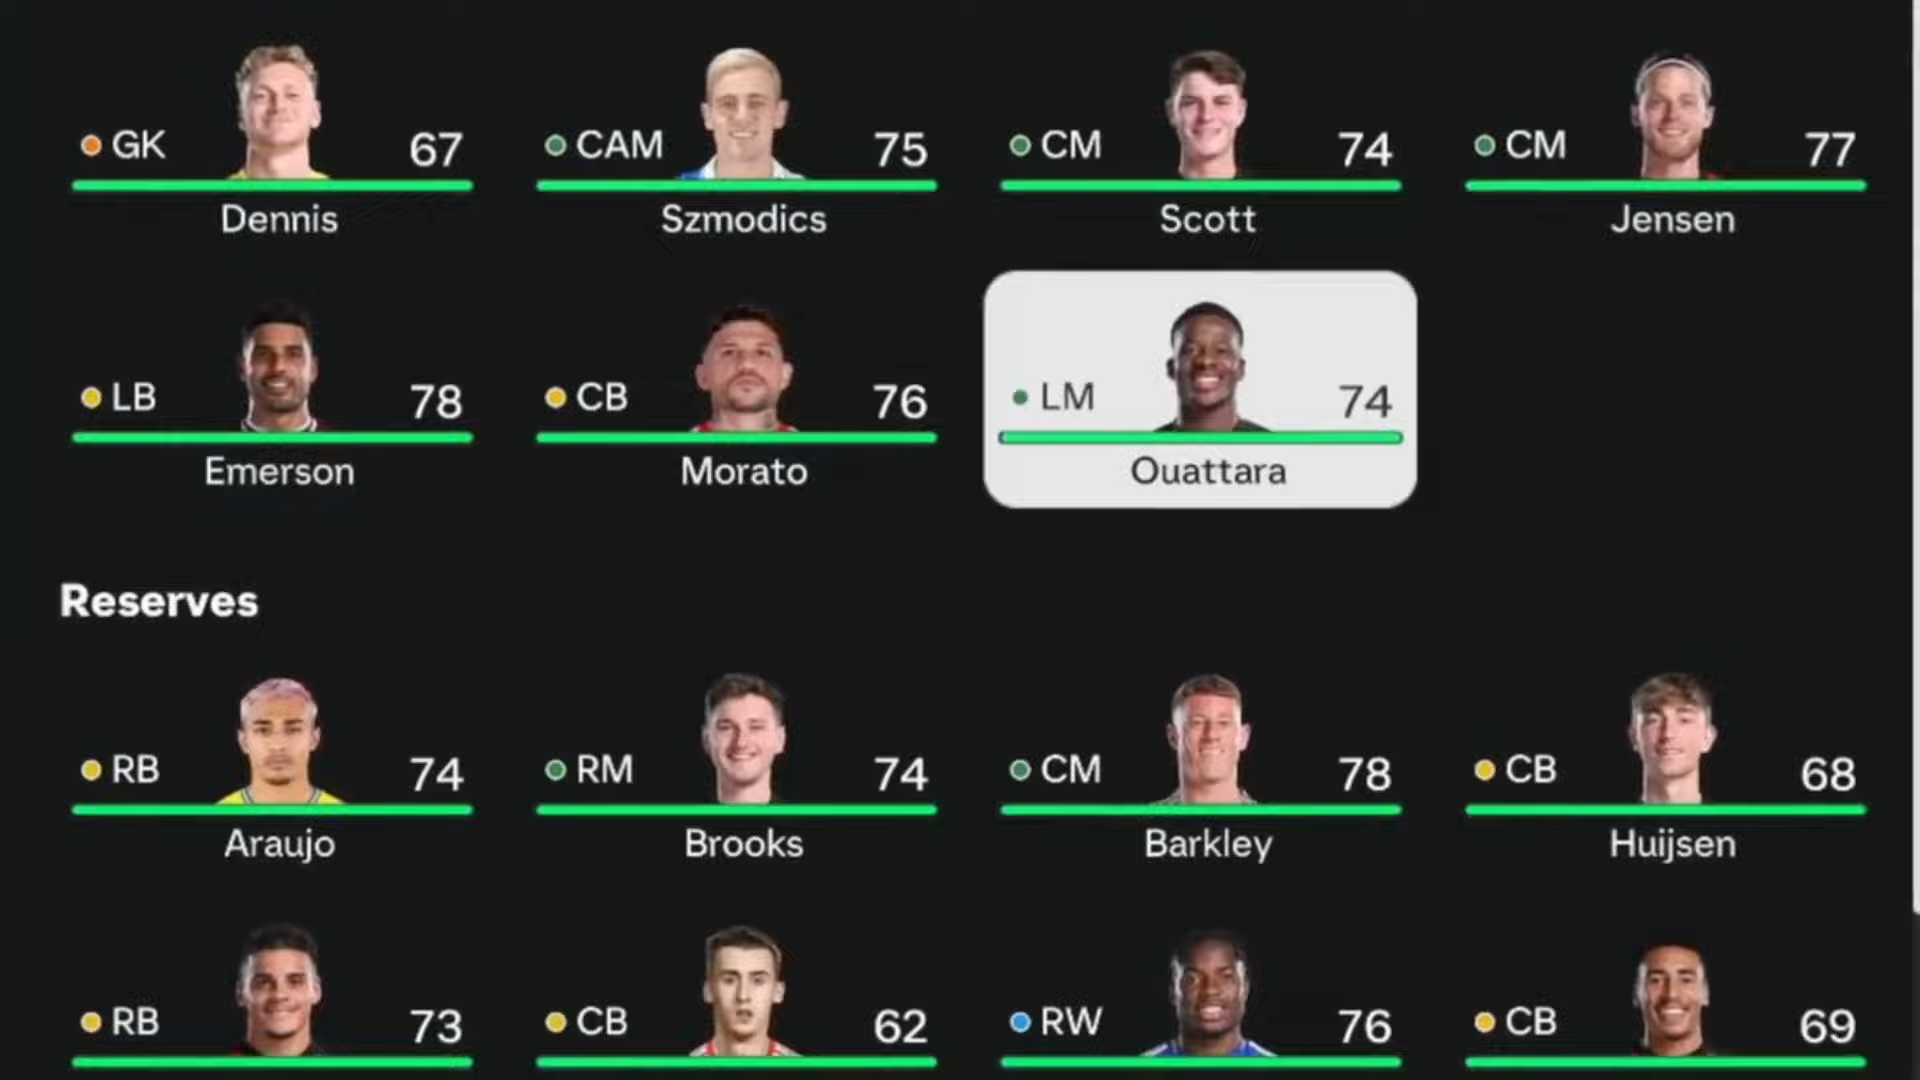 GK 67 CAM 75 CM 74 CM 77
Dennis Szmodics Scott Jensen
LB 78 CB 76 LM 74
Emerson Morato Ouattara
Reserves
RB 74 RM 74 CM 78 CB 68
Araujo Brooks Barkley Huijsen
RB 73 CB 62 RW 76 CB 69